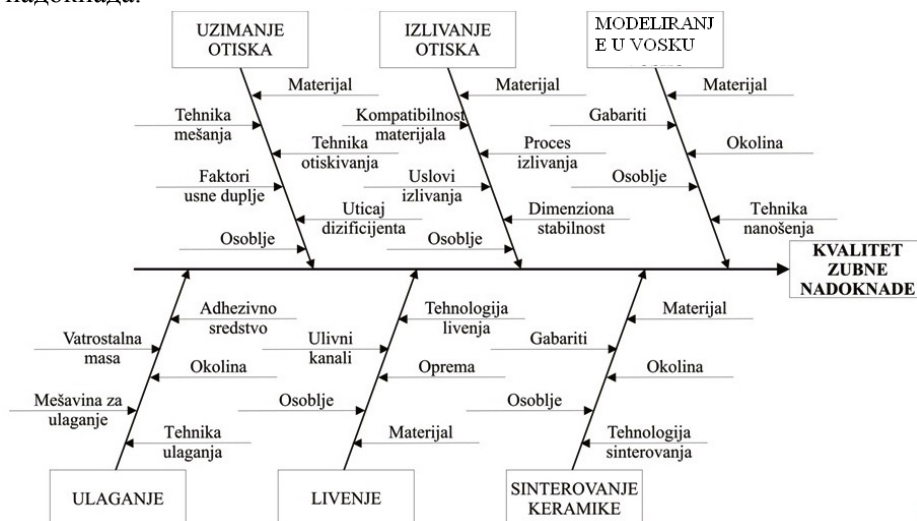 надокнада.
UZIMANJE
OTISKA
IZLIVANJE
OTISKA
MODELIRANJ
E U VOSKU
Materijal
Tehnika
mešanja
Tehnika
otiskivanja
Faktori
usne duplje
Uticaj
dizificijenta
Osoblje
Materijal
Kompatibilnost
materijala
Proces
izlivanja
Uslovi
izlivanja
Dimenziona
stabilnost
Osoblje
Materijal
Gabariti
Okolina
Osoblje
Tehnika
nanošenja
KVALITET
ZUBNE
NADOKNADE
Adhezivno
sredstvo
Vatrostalna
masa
Okolina
Mešavina za
ulaganje
Tehnika
ulaganja
Tehnologija
livenja
Ulivni
kanali
Oprema
Osoblje
Materijal
Materijal
Gabariti
Okolina
Osoblje
Tehnologija
sinterovanja
ULAGANJE
LIVENJE
SINTEROVANJE
KERAMIKE